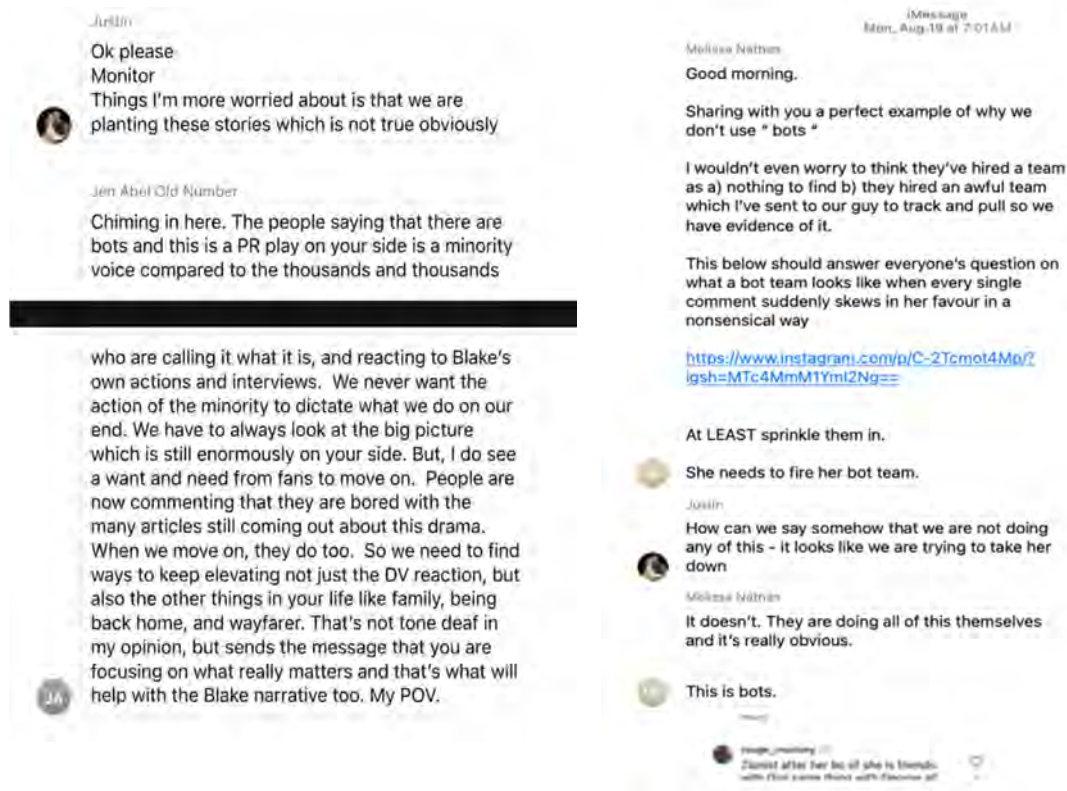 Justin
Ok please
Monitor
Things I'm more worried about is that we are
planting these stories which is not true obviously
Jen Abel Old Number
Chiming in here. The people saying that there are
bots and this is a PR play on your side is a minority
voice compared to the thousands and thousands
who are calling it what it is, and reacting to Blake's
own actions and interviews. We never want the
action of the minority to dictate what we do on our
end. We have to always look at the big picture
which is still enormously on your side. But, I do see
a want and need from fans to move on. People are
now commenting that they are bored with the
many articles still coming out about this drama.
When we move on, they do too. So we need to find
ways to keep elevating not just the DV reaction, but
also the other things in your life like family, being
back home, and wayfarer. That's not tone deaf in
my opinion, but sends the message that you are
focusing on what really matters and that's what will
help with the Blake narrative too. My POV.
JA
iMessage
Mon, Aug 19 at 7:01 AM
Melissa Nathan
Good morning.
Sharing with you a perfect example of why we
don't use " bots "
I wouldn't even worry to think they've hired a team
as a) nothing to find b) they hired an awful team
which I've sent to our guy to track and pull so we
have evidence of it.
This below should answer everyone's question on
what a bot team looks like when every single
comment suddenly skews in her favour in a
nonsensical way
https://www.instagram.com/p/C-2Tcmot4Mp/?
igsh=MTc4MmM1YmI2Ng==
At LEAST sprinkle them in.
She needs to fire her bot team.
Justin
How can we say somehow that we are not doing
any of this - it looks like we are trying to take her
down
Melissa Nathan
It doesn't. They are doing all of this themselves
and it's really obvious.
This is bots.
after her bc of she is friends
same thing with